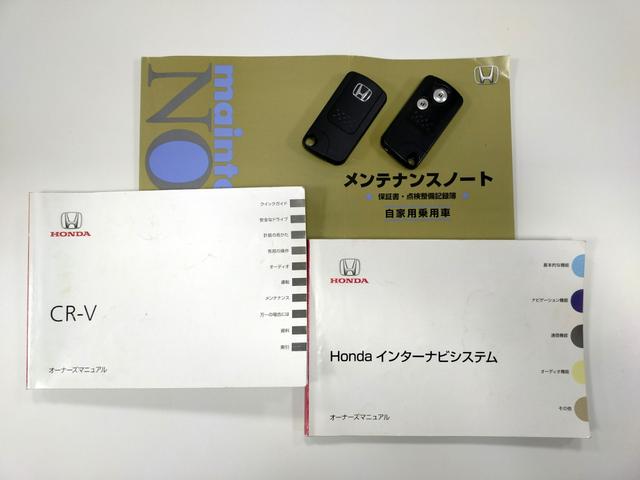 mainte
NO
メンテナンスノート
保証書・点検整備記録簿
自家用乗用車
HONDA
CR-V
オーナーズマニュアル
クイックガイド
安全なドライブ
計器の見かた
各部の操作
オーディオ
運転
メンテナンス
万一の場合には
資料
索引
HONDA
Honda インターナビシステム
オーナーズマニュアル
基本的な機能
ナビゲーション機能
通信機能
オーディオ機能
その他